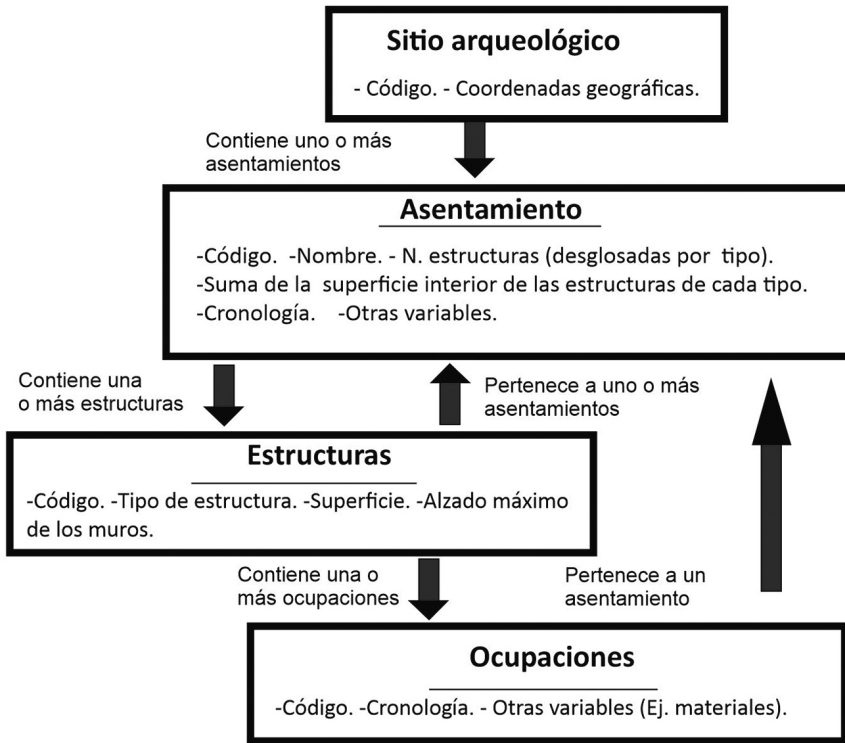 Sitio arqueológico
- Código. - Coordenadas geográficas.
Contiene uno o más
asentamientos
Asentamiento
-Código. -Nombre. - N. estructuras (desglosadas por tipo).
-Suma de la superficie interior de las estructuras de cada tipo.
-Cronología. -Otras variables.
Contiene una
o más estructuras
Pertenece a uno o más
asentamientos
Estructuras
-Código. -Tipo de estructura. -Superficie. -Alzado máximo
de los muros.
Contiene una o
más ocupaciones
Pertenece a un
asentamiento
Ocupaciones
-Código. -Cronología. - Otras variables (Ej. materiales).